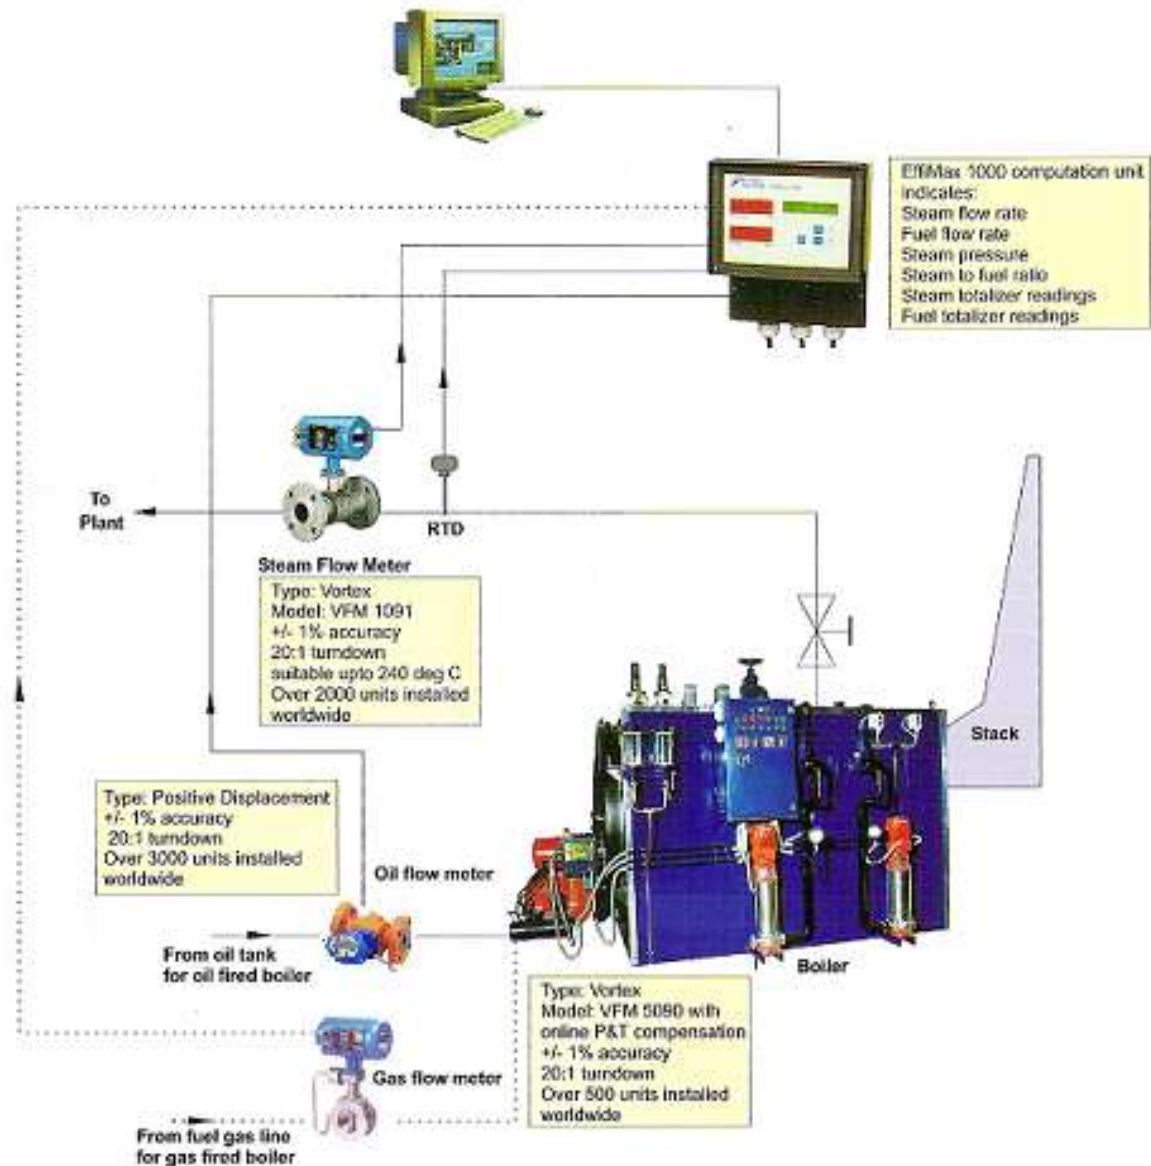 EffiMax 1000 computation unit
indicates:
Steam flow rate
Fuel flow rate
Steam pressure
Steam to fuel ratio
Steam totalizer readings
Fuel totalizer readings
To
Plant
RTD
Steam Flow Meter
Type: Vortex
Model: VFM 1091
+/- 1% accuracy
20:1 turndown
suitable upto 240 deg C
Over 2000 units installed
worldwide
Stack
Type: Positive Displacement
+/- 1% accuracy
20:1 turndown
Over 3000 units installed
worldwide
Oil flow meter
From oil tank
for oil fired boiler
Boiler
Type: Vortex
Model: VFM 5090 with
online P&T compensation
+/- 1% accuracy
20:1 turndown
Over 500 units installed
worldwide
Gas flow meter
From fuel gas line
for gas fired boiler